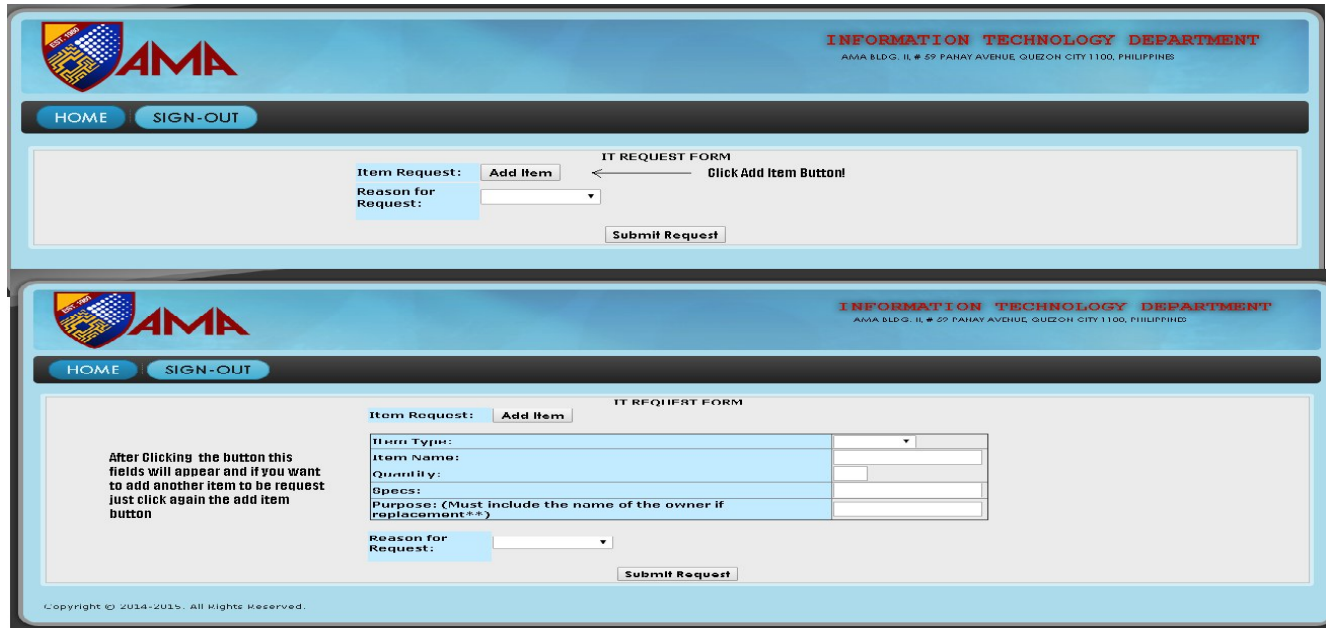 EST. 1980
AMA
INFORMATION TECHNOLOGY DEPARTMENT
AMA BLDG. II, # 59 PANAY AVENUE, QUEZON CITY 1100, PHILIPPINES
HOME
SIGN-OUT
IT REQUEST FORM
Item Request:
Add Item
Click Add Item Button!
Reason for
Request:
Submit Request
EST. 1980
AMA
INFORMATION TECHNOLOGY DEPARTMENT
AMA BLDG. II, # 59 PANAY AVENUE, QUEZON CITY 1100, PHILIPPINES
HOME
SIGN-OUT
IT REQUEST FORM
Item Request:
Add Item
After Clicking the button this
fields will appear and if you want
to add another item to be request
just click again the add item
button
Item Type:
Item Name:
Quantity:
Specs:
Purpose: (Must include the name of the owner if
replacement**)
Reason for
Request:
Submit Request
Copyright © 2014-2015. All Rights Reserved.